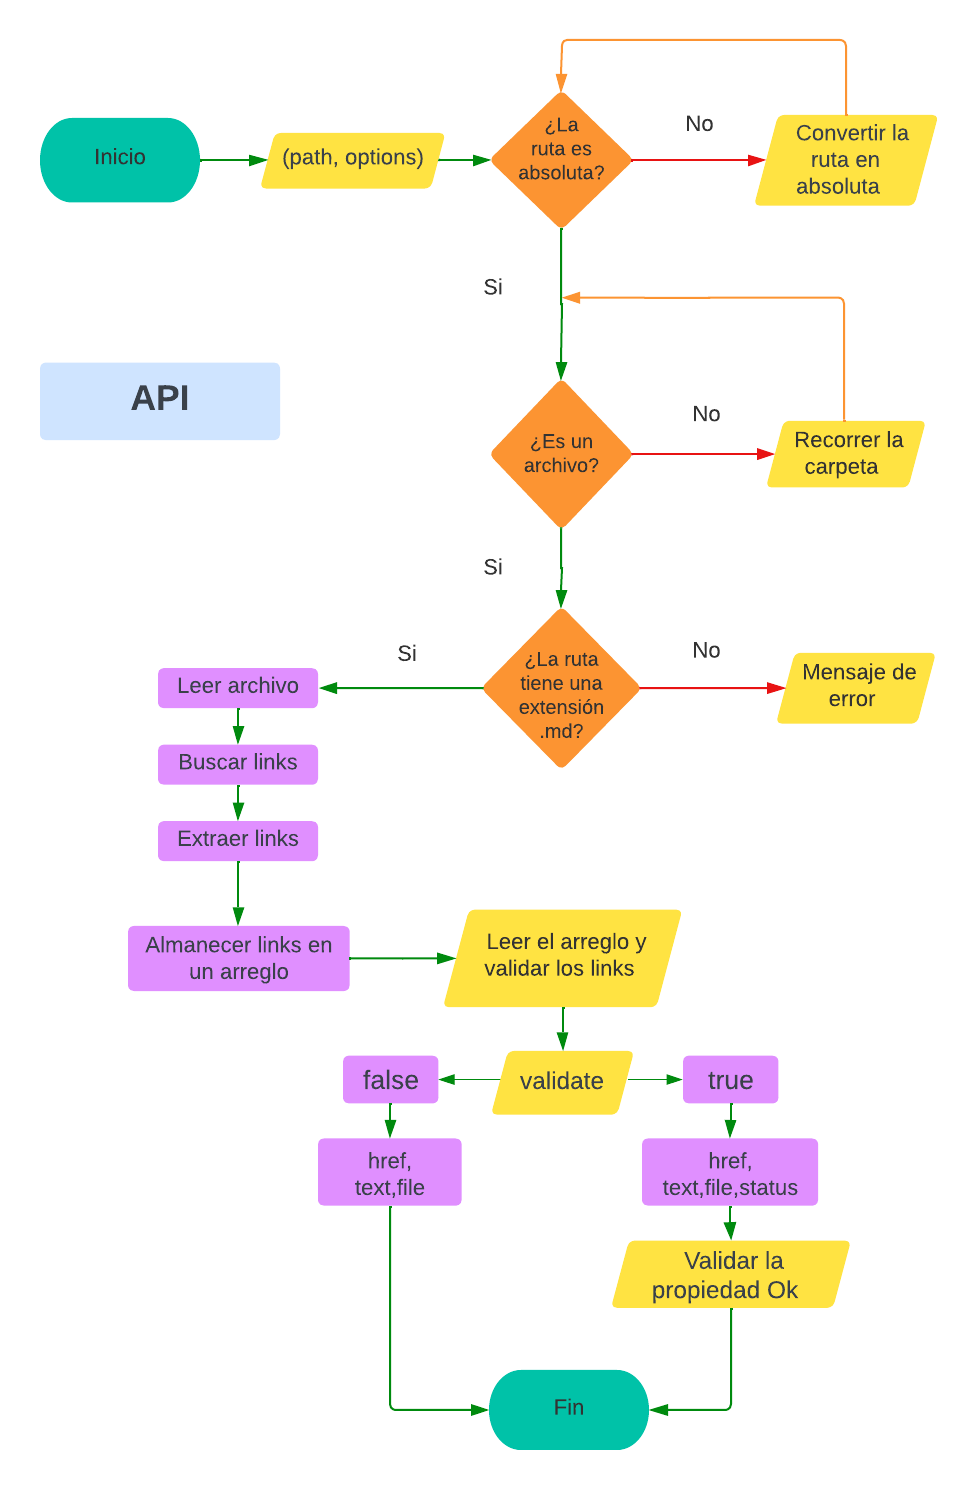 Inicio
(path, options)
¿La
ruta es
absoluta?
No
Convertir la
ruta en
absoluta
Si
API
¿Es un
archivo?
No
Recorrer la
carpeta
Si
¿La ruta
tiene una
extensión
.md?
Si
No
Mensaje de
error
Leer archivo
Buscar links
Extraer links
Almanecer links en
un arreglo
Leer el arreglo y
validar los links
false
validate
true
href,
text,file
href,
text,file,status
Validar la
propiedad Ok
Fin